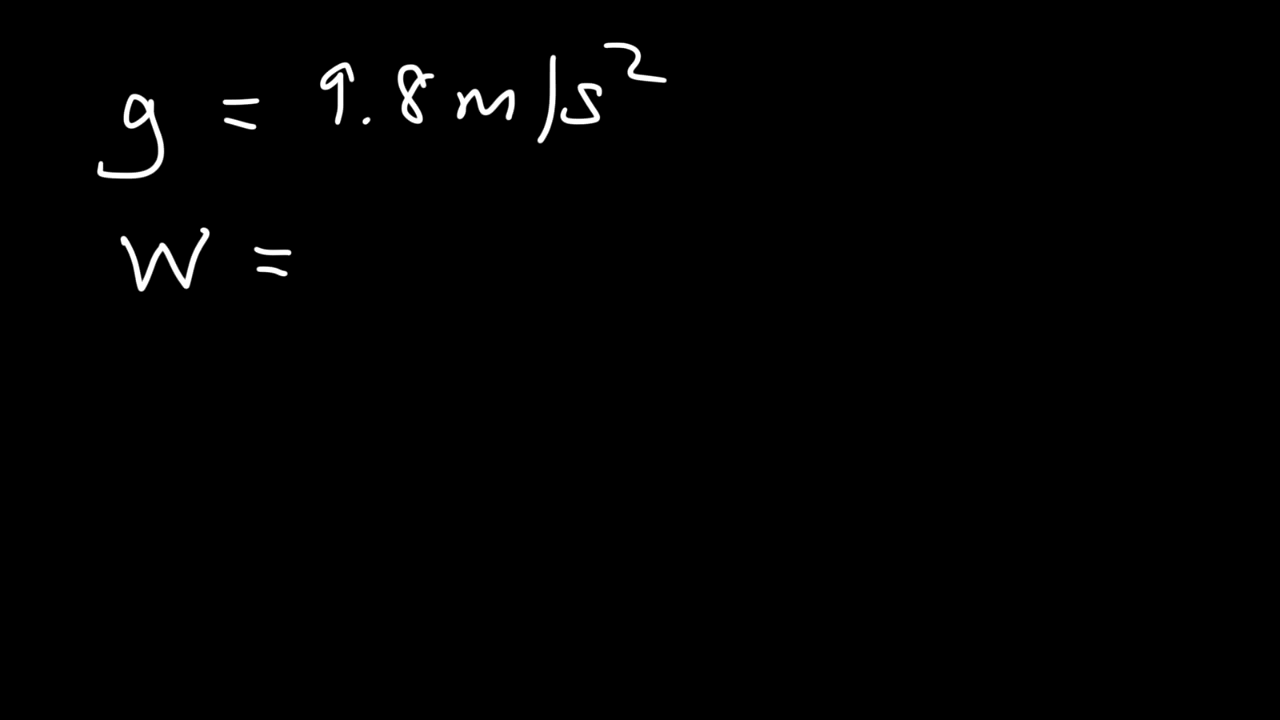 g = 9.8 m/s²
W =